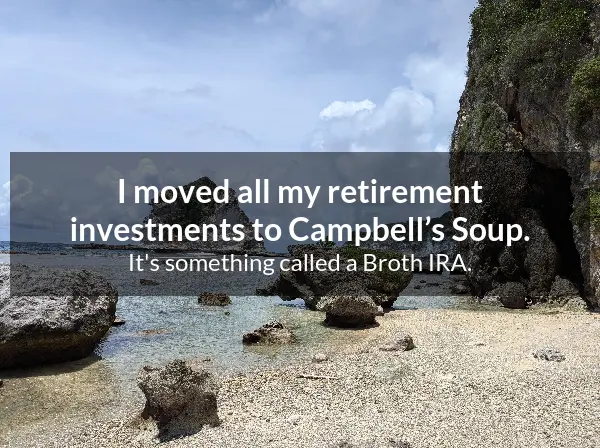 I moved all my retirement
investments to Campbell’s Soup.
It's something called a Broth IRA.